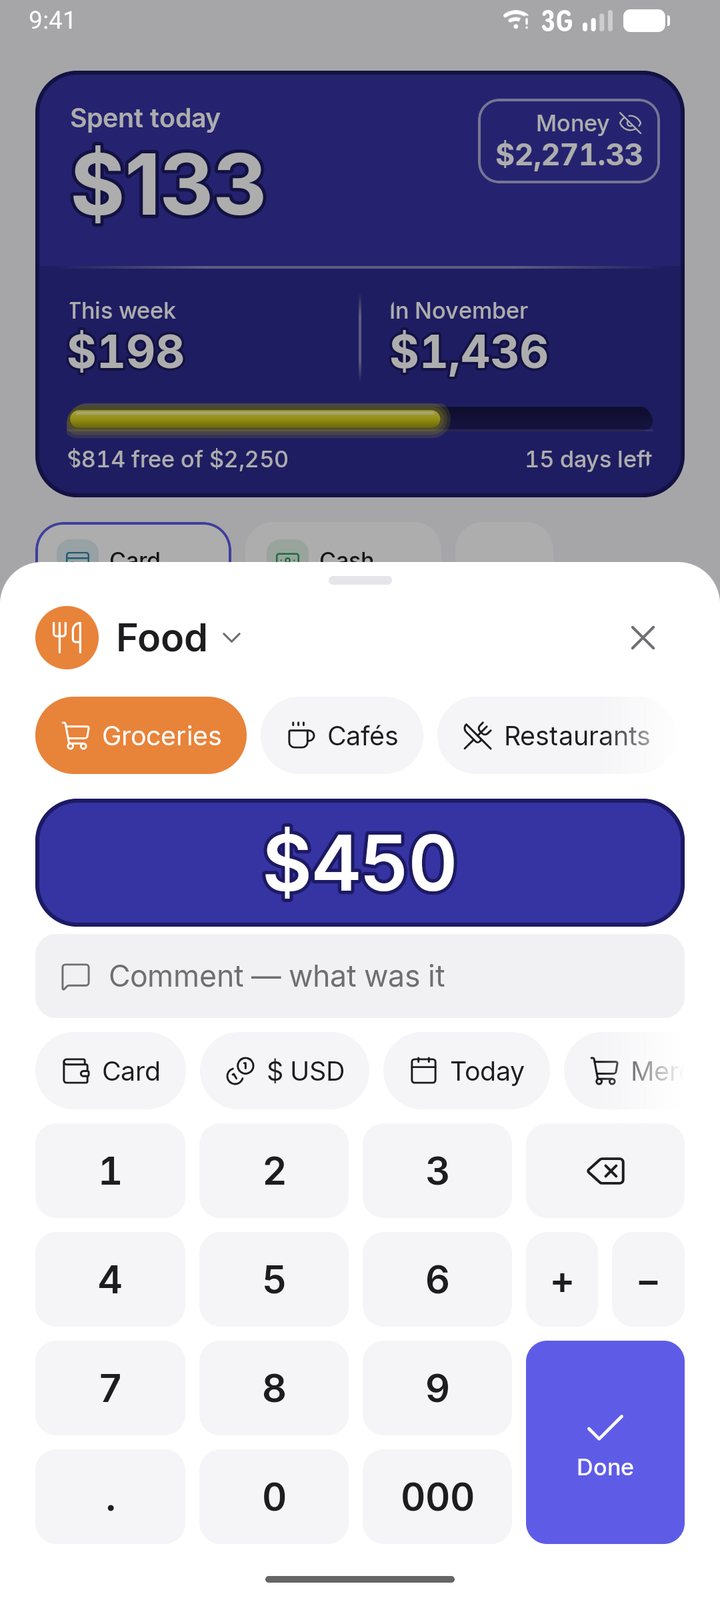 9:41
3G
Spent today
$133
Money
$2,271.33
This week
$198
In November
$1,436
$814 free of $2,250
15 days left
Card
Cash
Food
Groceries
Cafés
Restaurants
$450
Comment — what was it
Card
$ USD
Today
1
2
3
4
5
6
+
−
7
8
9
Done
.
0
000